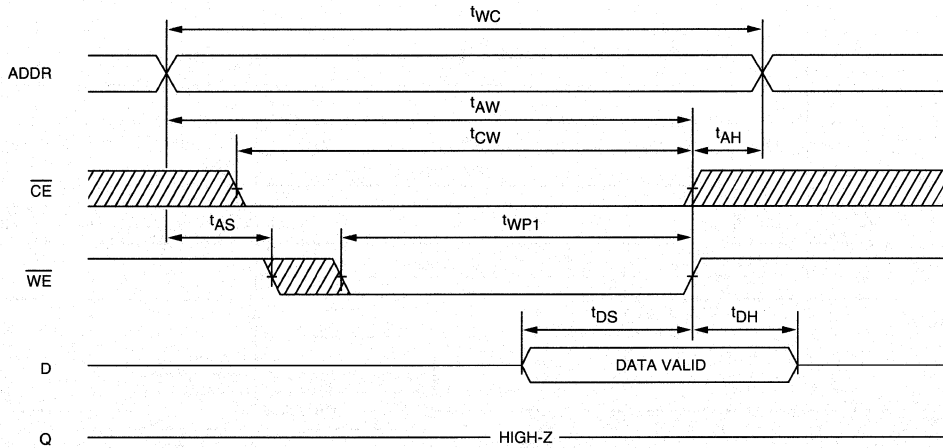 tWC
ADDR
tAW
tCW
tAH
CE
tAS
tWP1
WE
tDS
tDH
D
DATA VALID
Q
HIGH-Z